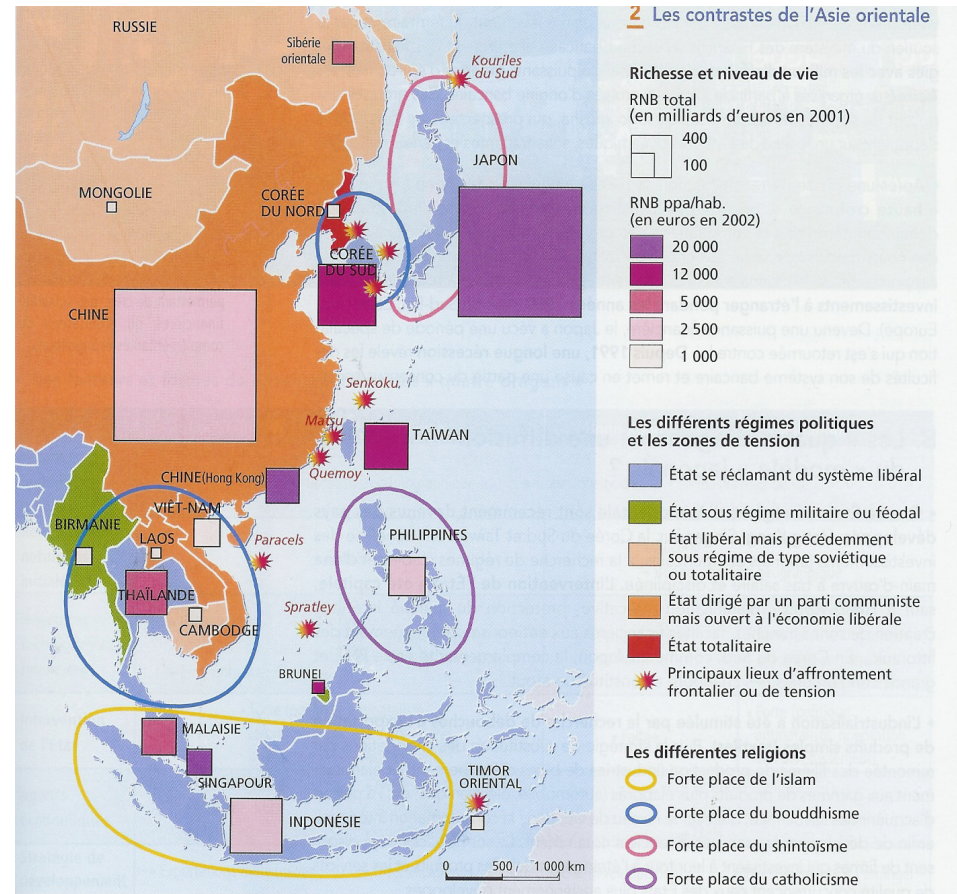 2 Les contrastes de l'Asie orientale
Richesse et niveau de vie
RNB total
(en milliards d'euros en 2001)
400
100
RNB ppa/hab.
(en euros en 2002)
20 000
12 000
5 000
2 500
1 000
Les différents régimes politiques
et les zones de tension
État se réclamant du système libéral
État sous régime militaire ou féodal
État libéral mais précédemment
sous régime de type soviétique
ou totalitaire
État dirigé par un parti communiste
mais ouvert à l'économie libérale
État totalitaire
Principaux lieux d'affrontement
frontalier ou de tension
Les différentes religions
Forte place de l'islam
Forte place du bouddhisme
Forte place du shintoïsme
Forte place du catholicisme
RUSSIE
Sibérie
orientale
Kouriles
du Sud
JAPON
MONGOLIE
CORÉE
DU NORD
CORÉE
DU SUD
CHINE
Senkoku
Matsu
TAÏWAN
Quemoy
CHINE (Hong Kong)
VIÊT-NAM
BIRMANIE
LAOS
Paracels
PHILIPPINES
THAÏLANDE
CAMBODGE
Spratley
BRUNEI
MALAISIE
SINGAPOUR
TIMOR
ORIENTAL
INDONÉSIE
0 500 1 000 km